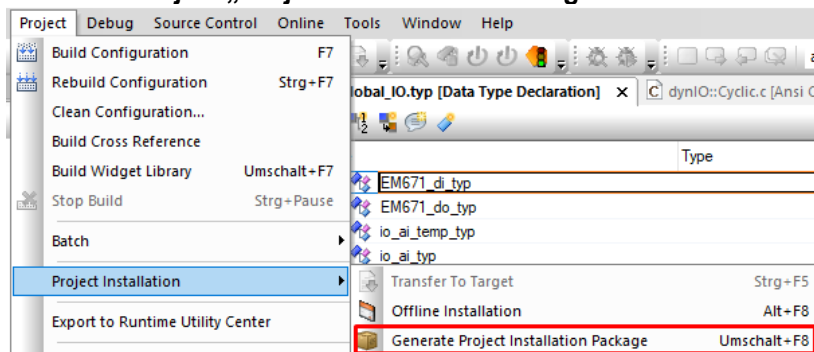 Project Debug Source Control Online Tools Window Help
Build Configuration F7
Rebuild Configuration Strg+F7
Clean Configuration...
Build Cross Reference
Build Widget Library Umschalt+F7
Stop Build Strg+Pause
Batch
Project Installation
Export to Runtime Utility Center
lobal_IO.typ [Data Type Declaration] x C dynIO::Cyclic.c [Ansi C
Type
EM671_di_typ
EM671_do_typ
io_ai_temp_typ
io_ai_typ
Transfer To Target Strg+F5
Offline Installation Alt+F8
Generate Project Installation Package Umschalt+F8